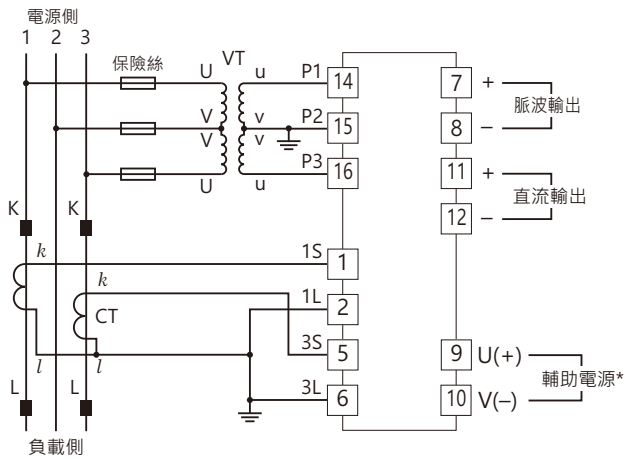 電源側
1 2 3
保險絲
VT
U u P1 14
V P2 15
V v
v
U u P3 16
7 +
8 –
脈波輸出
11 +
12 –
直流輸出
K K
k 1S 1
k 1L 2
CT
3S 5
l l
L L
3L 6
9 U(+)
10 V(–)
輔助電源*
負載側